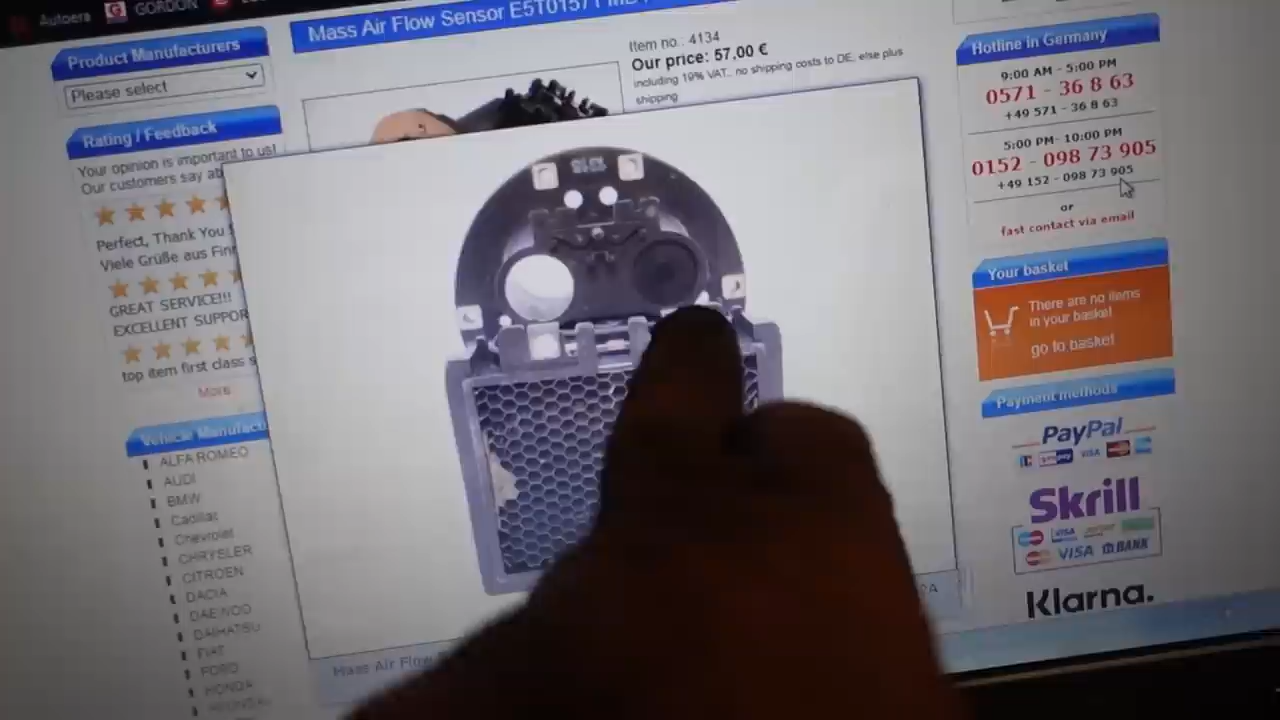 Autoera
GORDON
Product Manufacturers
Please select
Rating / Feedback
Your opinion is important to us!
Our customers say
Perfect, Thank You
Viele Grüße aus
GREAT SERVICE!!!
EXCELLENT
top item first class
More
Vehicle
ALFA ROMEO
AUDI
BMW
Cadillac
Chevrolet
CHRYSLER
CITROEN
DACIA
DAEWOO
DAIHATSU
FIAT
FORD
HONDA
HYUNDAI
Mass Air Flow Sensor
Item no.: 4134
Our price: 57,00 €
including 19% VAT., no shipping costs to DE, else plus
shipping
Mass Air Flow
Hotline in Germany
9:00 AM - 5:00 PM
0571 - 36 8 63
+49 571 - 36 8 63
5:00 PM- 10:00 PM
0152 - 098 73 905
+49 152 - 098 73 905
or
fast contact via email
Your basket
There are no items
in your basket
go to basket
Payment methods
PayPal
VISA
Skrill
VISA
VISA BANK
Klarna.